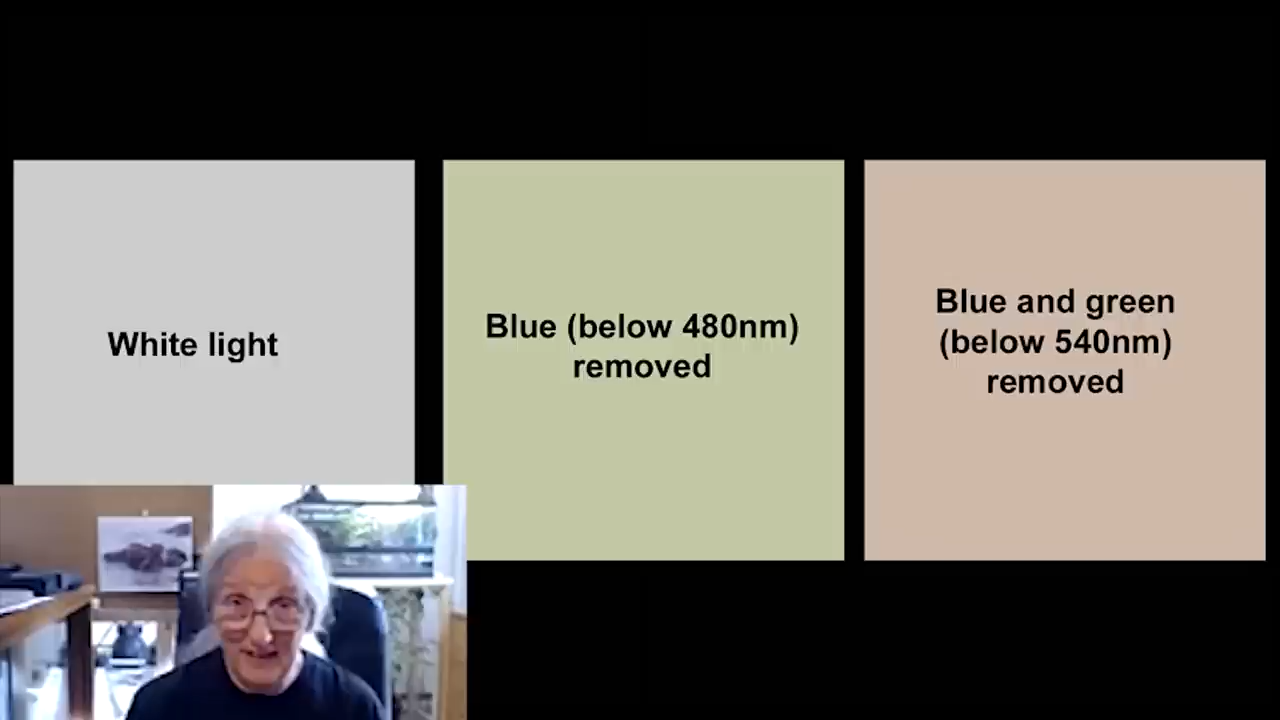 White light
Blue (below 480nm)
removed
Blue and green
(below 540nm)
removed